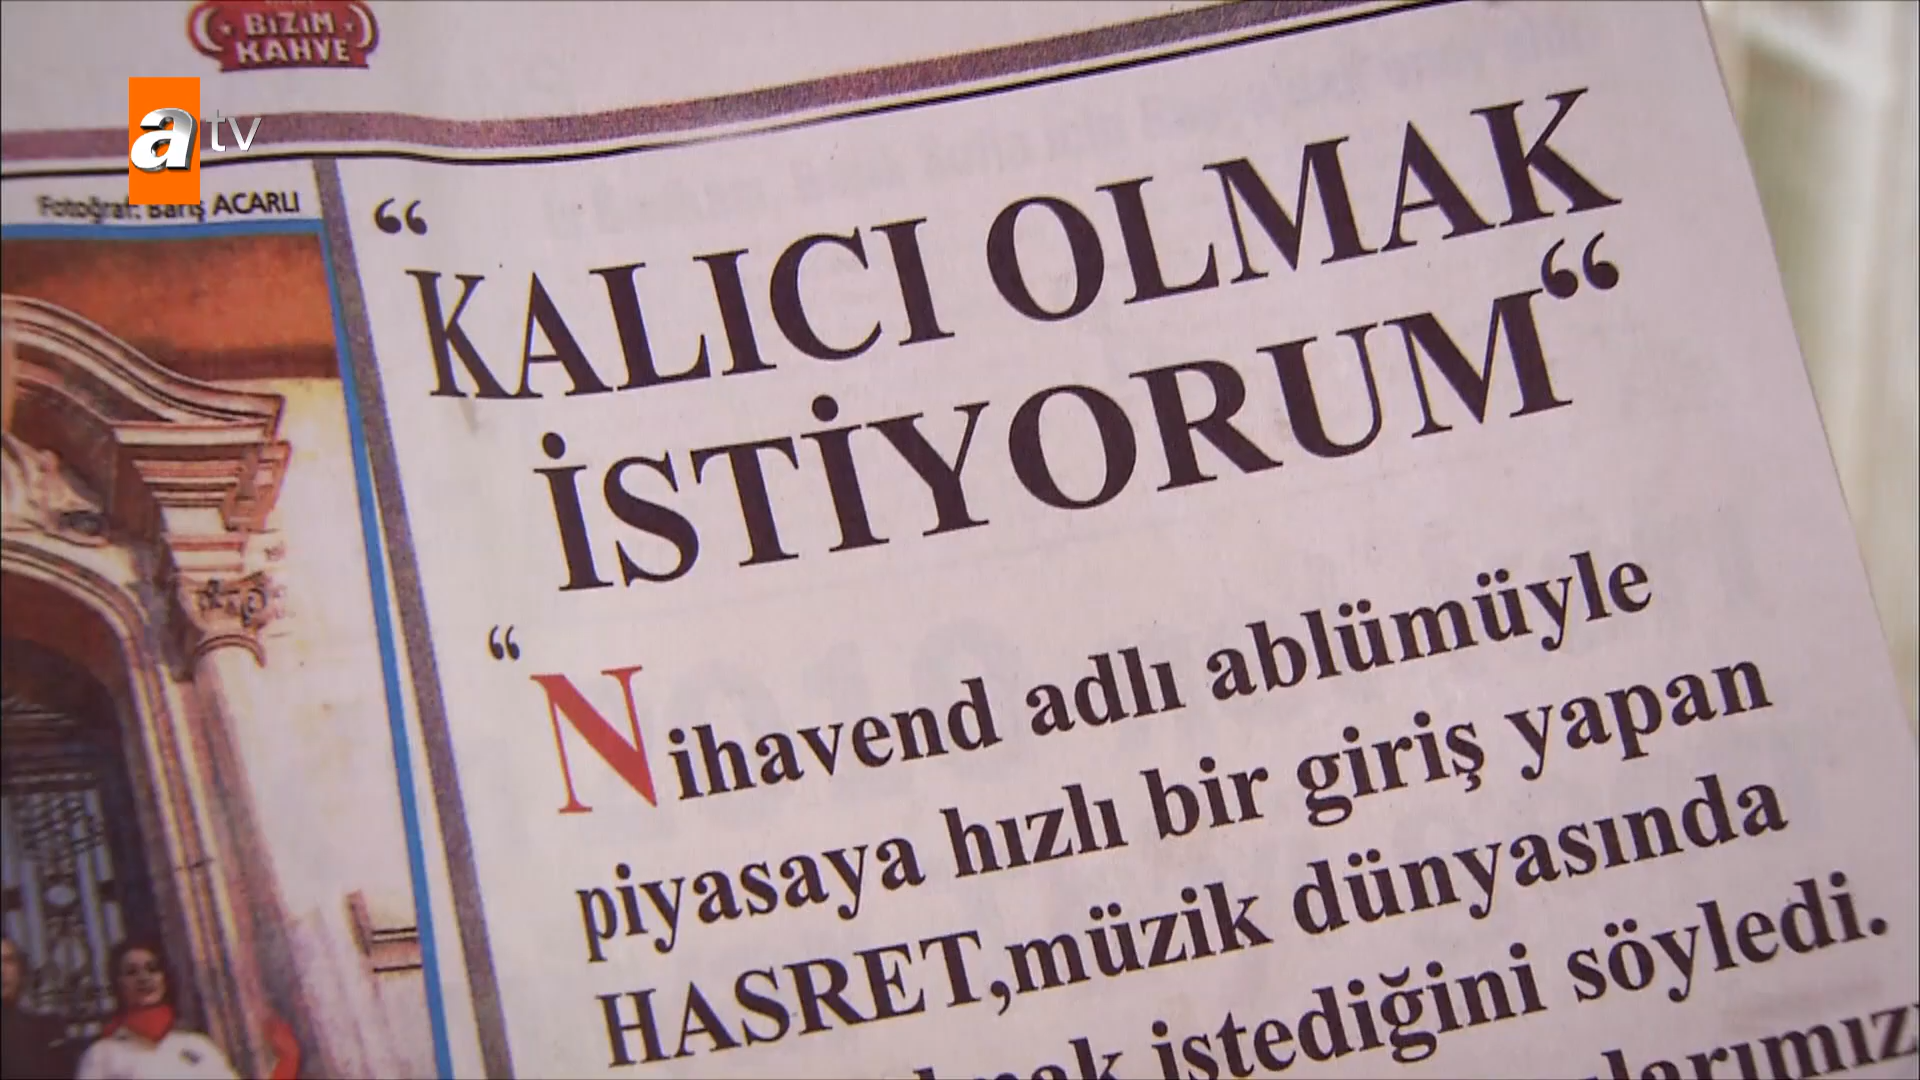 BİZİM
KAHVE
atv
Fotoğraf: Barış ACARLI
“KALICI OLMAK
İSTİYORUM“
“Nihavend adlı ablümüyle
piyasaya hızlı bir giriş yapan
HASRET,müzik dünyasında
istediğini söyledi.